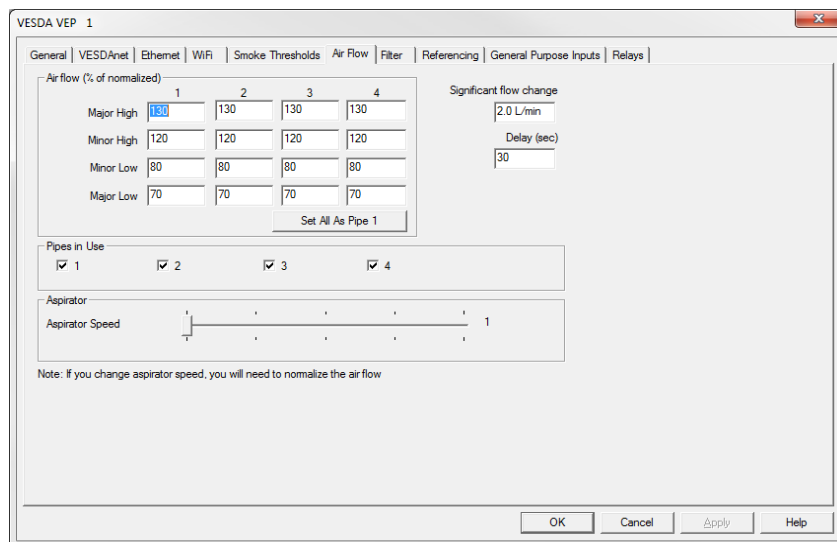 VESDA VEP 1
General VESDAnet Ethernet WiFi Smoke Thresholds Air Flow Filter Referencing General Purpose Inputs Relays
Air flow (% of normalized)
1 2 3 4
Major High 130 130 130 130
Minor High 120 120 120 120
Minor Low 80 80 80 80
Major Low 70 70 70 70
Set All As Pipe 1
Significant flow change
2.0 L/min
Delay (sec)
30
Pipes in Use
1 2 3 4
Aspirator
Aspirator Speed 1
Note: If you change aspirator speed, you will need to normalize the air flow
OK Cancel Apply Help